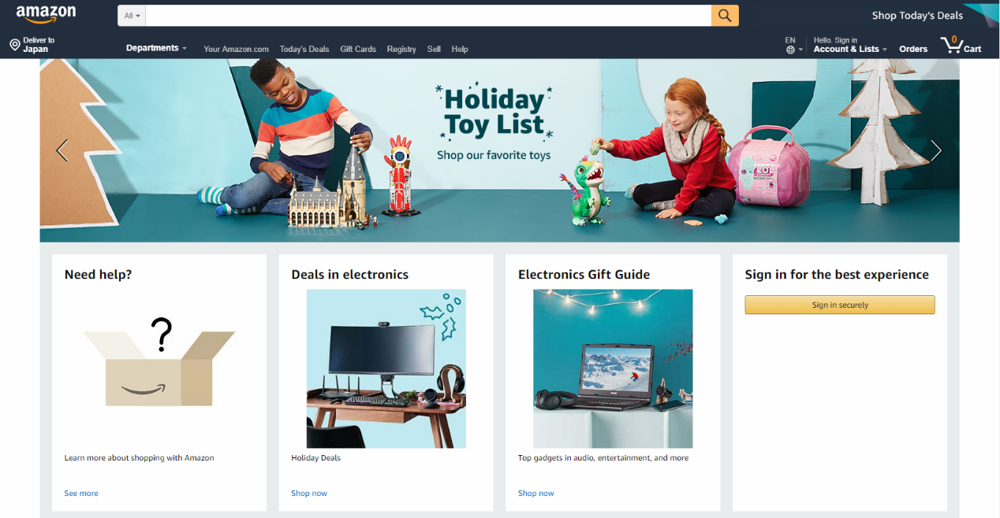 amazon
All
Shop Today's Deals
Deliver to
Japan
Departments
Your Amazon.com
Today's Deals
Gift Cards
Registry
Sell
Help
EN
Hello. Sign in
Account & Lists
Orders
0
Cart
Holiday
Toy List
Shop our favorite toys
L.O.L.
Need help?
Deals in electronics
Electronics Gift Guide
Sign in for the best experience
Sign in securely
?
Learn more about shopping with Amazon
Holiday Deals
Top gadgets in audio, entertainment, and more
See more
Shop now
Shop now